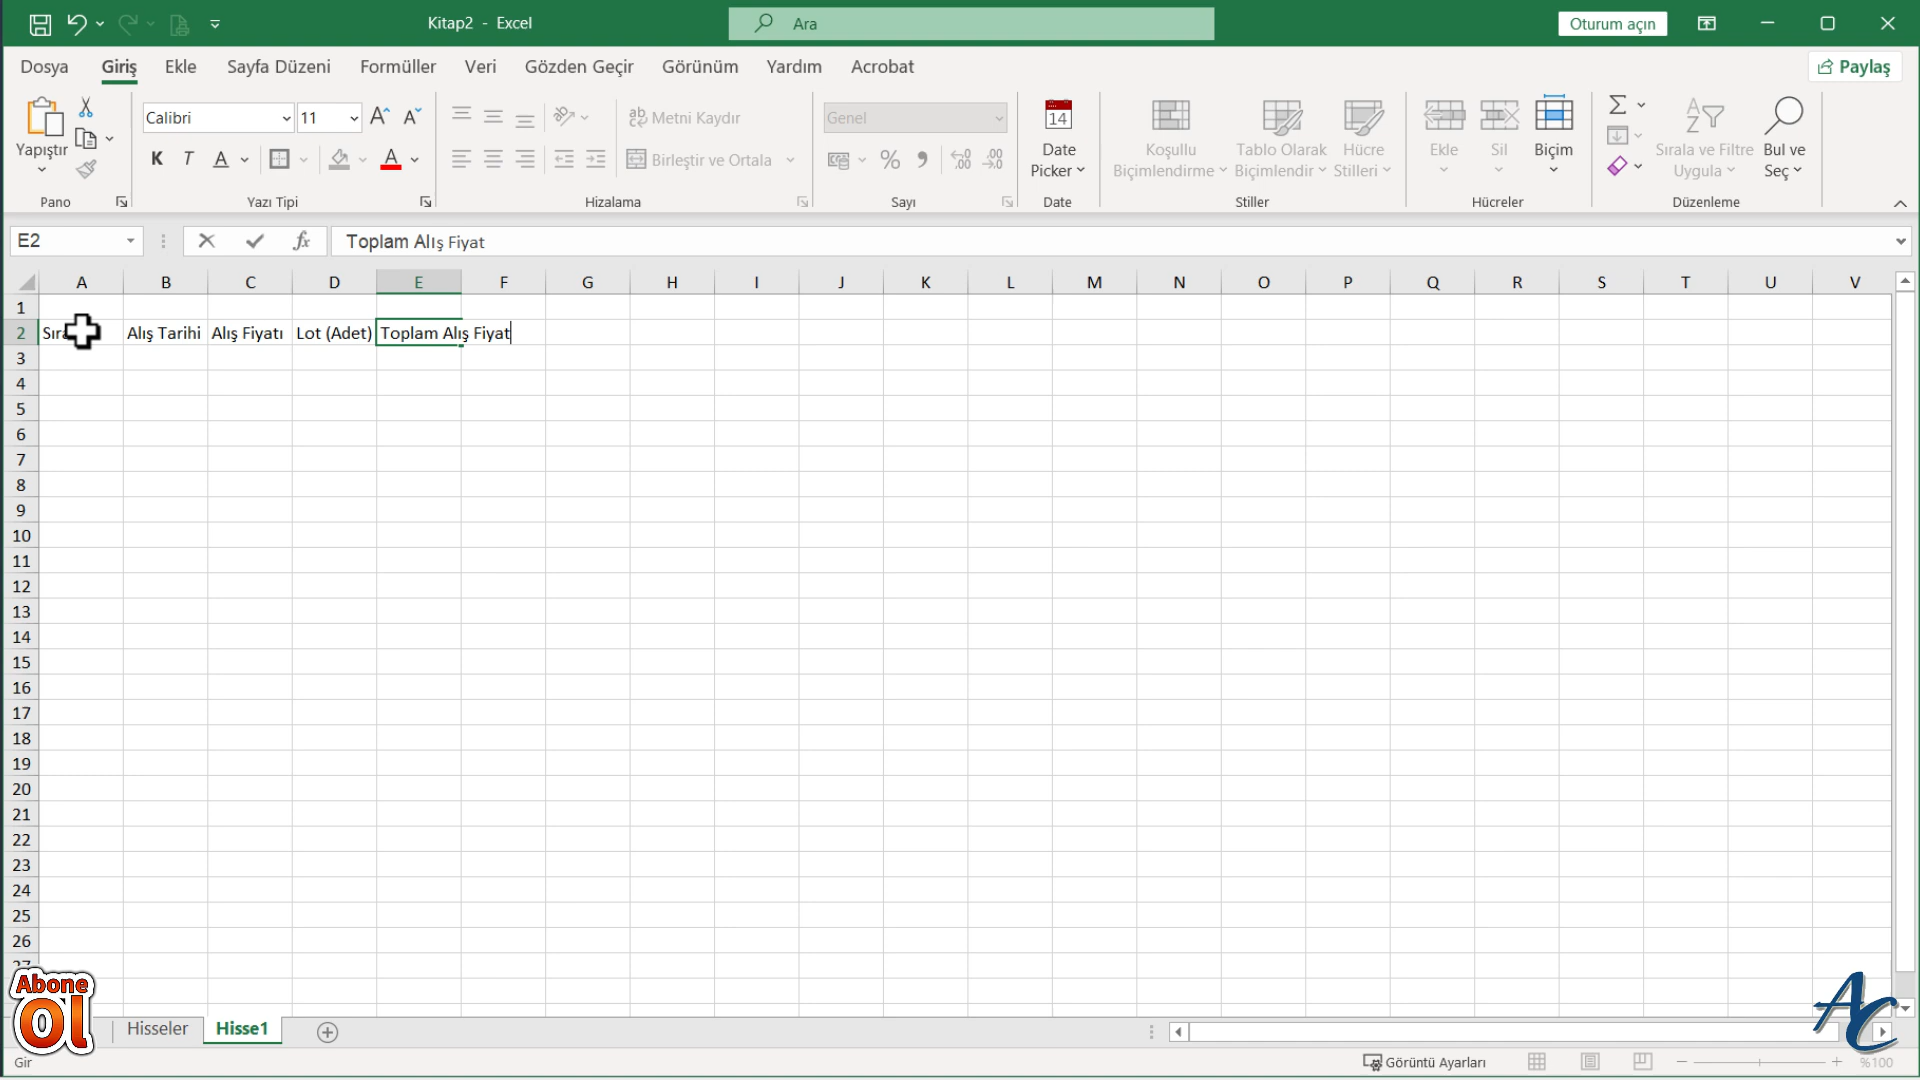 Kitap2 - Excel
Ara
Oturum açın
Dosya Giriş Ekle Sayfa Düzeni Formüller Veri Gözden Geçir Görünüm Yardım Acrobat
Paylaş
Yapıştır
Pano
Calibri 11
K T A A
Yazı Tipi
Metni Kaydır
Birleştir ve Ortala
Hizalama
Genel
%
Sayı
14
Date
Picker
Date
Koşullu
Biçimlendirme
Tablo Olarak
Biçimlendir
Hücre
Stilleri
Stiller
Ekle
Sil
Biçim
Hücreler
Sırala ve Filtre
Uygula
Bul ve
Seç
Düzenleme
E2
fx
Toplam Alış Fiyat
A B C D E F G H I J K L M N O P Q R S T U V
1
2 Sıra Alış Tarihi Alış Fiyatı Lot (Adet) Toplam Alış Fiyat
3
4
5
6
7
8
9
10
11
12
13
14
15
16
17
18
19
20
21
22
23
24
25
26
27
Abone
Ol
AC
Hisseler Hisse1
Gir
Görüntü Ayarları
%100